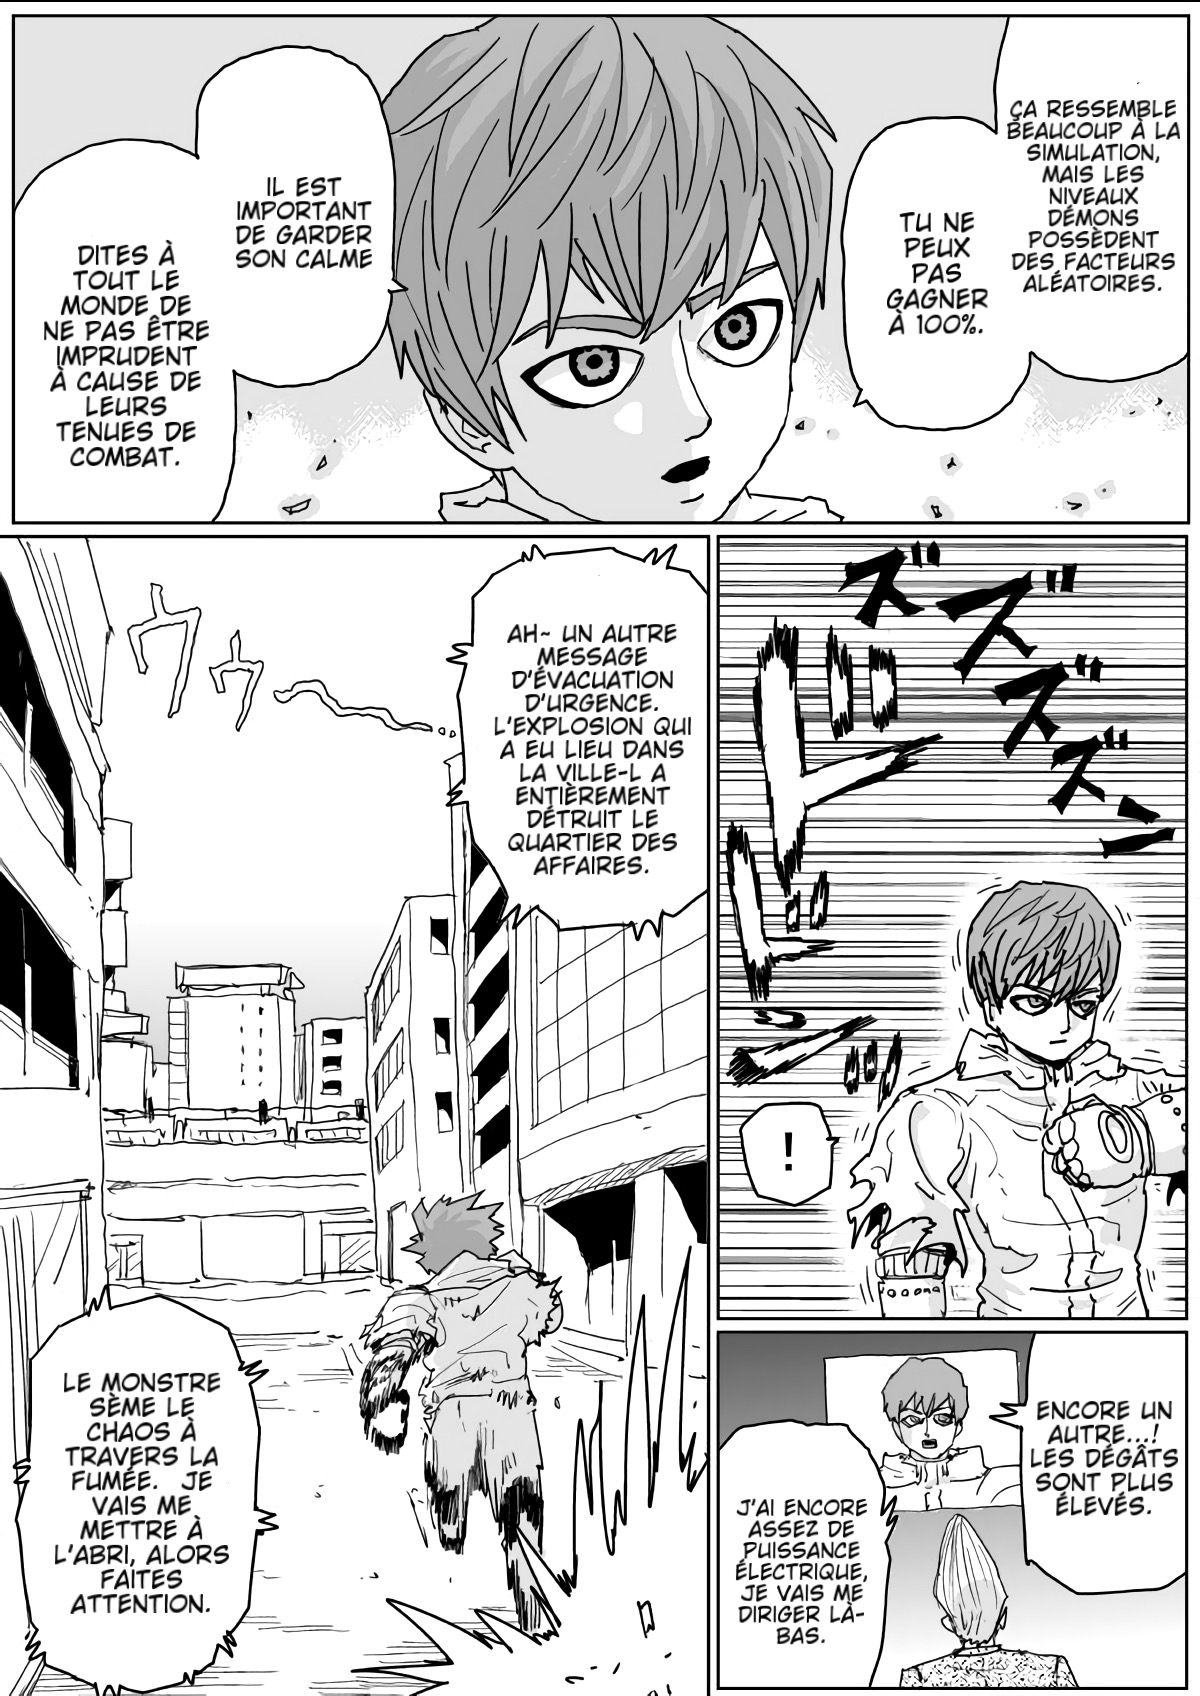 ÇA RESSEMBLE
BEAUCOUP À LA
SIMULATION,
MAIS LES
NIVEAUX
DÉMONS
POSSÈDENT
DES FACTEURS
ALÉATOIRES.
TU NE
PEUX PAS
GAGNER
À 100%.
IL EST
IMPORTANT
DE GARDER
SON CALME
DITES À
TOUT LE
MONDE DE
NE PAS ÊTRE
IMPRUDENT
À CAUSE DE
LEURS
TENUES DE
COMBAT.
ズズズズン
ドドンッ
!
ENCORE UN
AUTRE...!
LES DÉGÂTS
SONT PLUS
ÉLEVÉS.
J'AI ENCORE
ASSEZ DE
PUISSANCE
ÉLECTRIQUE,
JE VAIS ME
DIRIGER LÀ-
BAS.
ウウ
AH~ UN AUTRE
MESSAGE
D'ÉVACUATION
D'URGENCE.
L'EXPLOSION QUI
A EU LIEU DANS
LA VILLE-L A
ENTIÈREMENT
DÉTRUIT LE
QUARTIER DES
AFFAIRES.
LE MONSTRE
SÈME LE
CHAOS À
TRAVERS LA
FUMÉE. JE
VAIS ME
METTRE À
L'ABRI, ALORS
FAITES
ATTENTION.